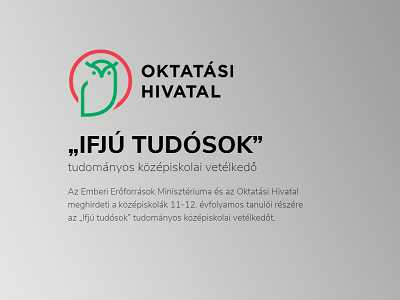 OKTATÁSI
HIVATAL
„IFJÚ TUDÓSOK”
tudományos középiskolai vetélkedő
Az Emberi Erőforrások Minisztériuma és az Oktatási Hivatal
meghirdeti a középiskolák 11-12. évfolyamos tanulói részére
az „Ifjú tudósok” tudományos középiskolai vetélkedőt.